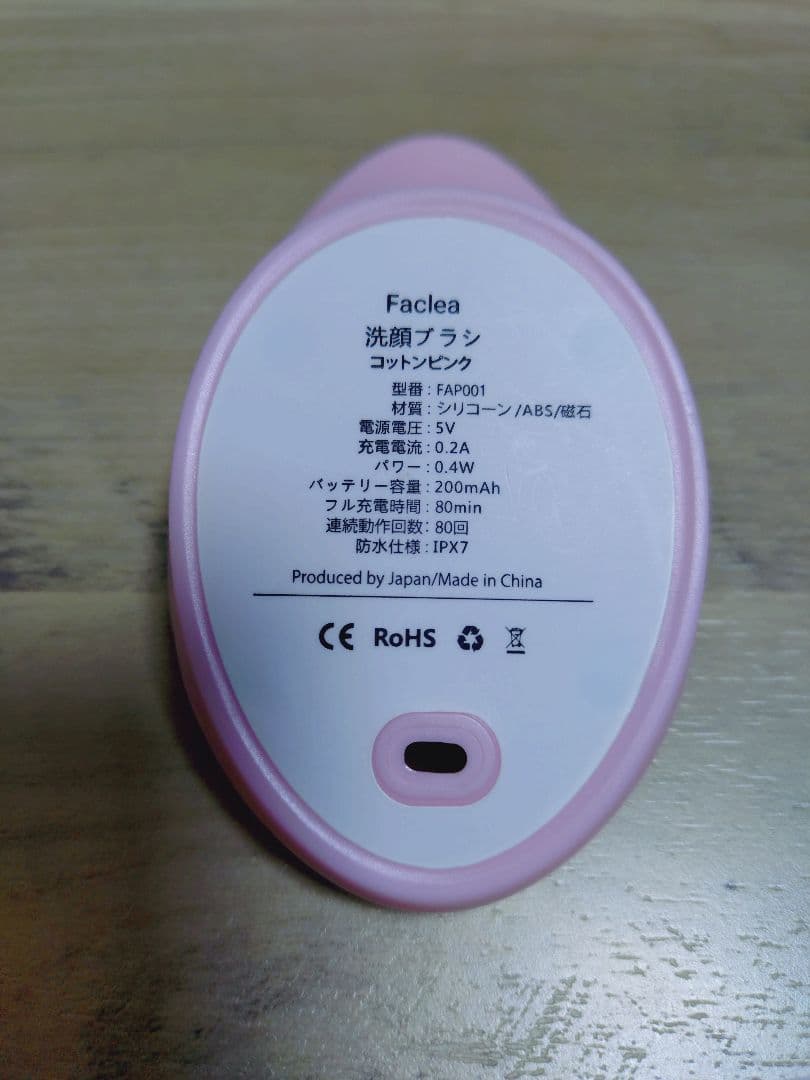 Faclea
洗顔ブラシ
コットンピンク
型番：FAP001
材質：シリコーン/ABS/磁石
電源電圧：5V
充電電流：0.2A
パワー：0.4W
バッテリー容量：200mAh
フル充電時間：80min
連続動作回数：80回
防水仕様：IPX7
Produced by Japan/Made in China
CE RoHS